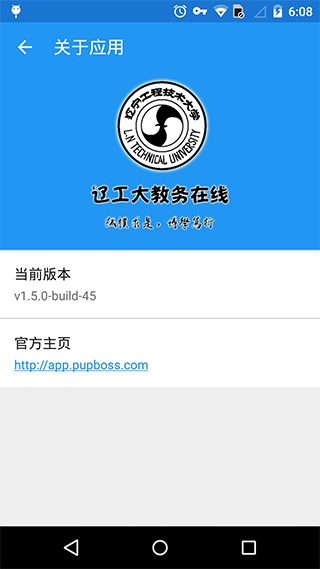 6:08
关于应用
辽宁工程技术大学
L.N TECHNICAL UNIVERSITY
辽工大教务在线
诚朴求是，博学笃行
当前版本
v1.5.0-build-45
官方主页
http://app.pupboss.com